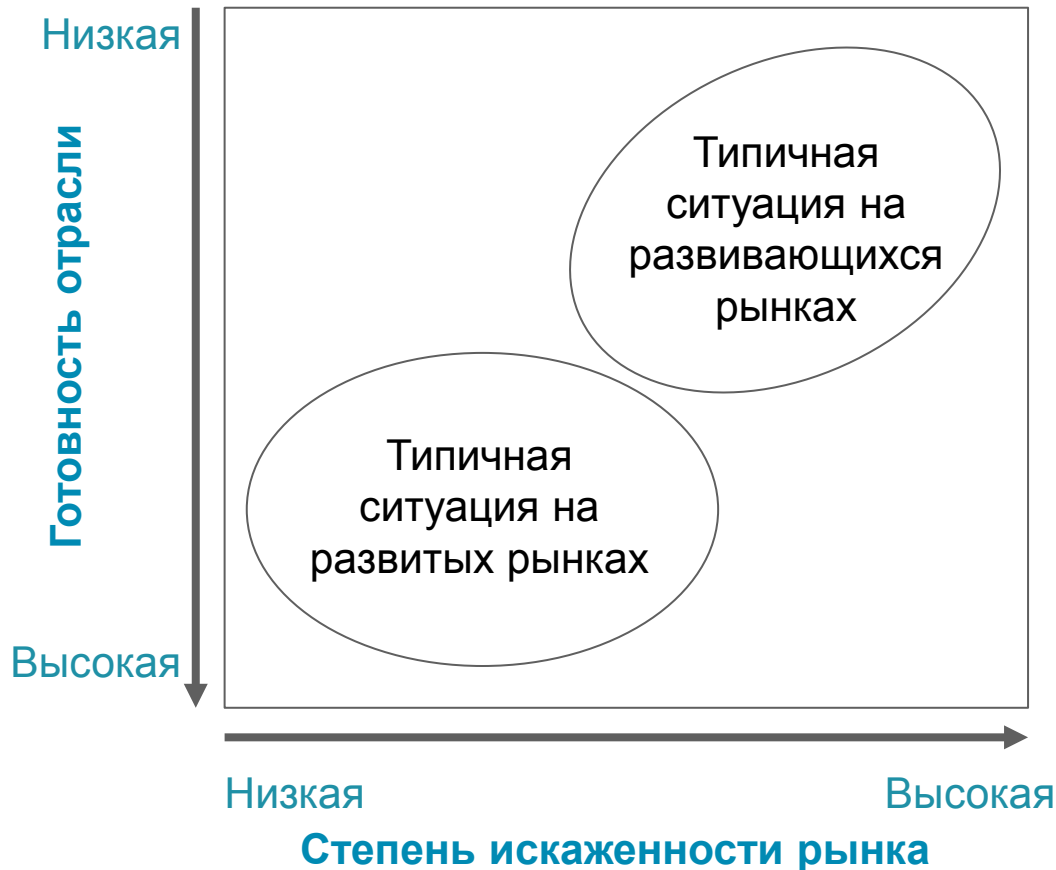 Низкая
Готовность отрасли
Высокая
Типичная
ситуация на
развивающихся
рынках
Типичная
ситуация на
развитых рынках
Низкая
Высокая
Степень искаженности рынка